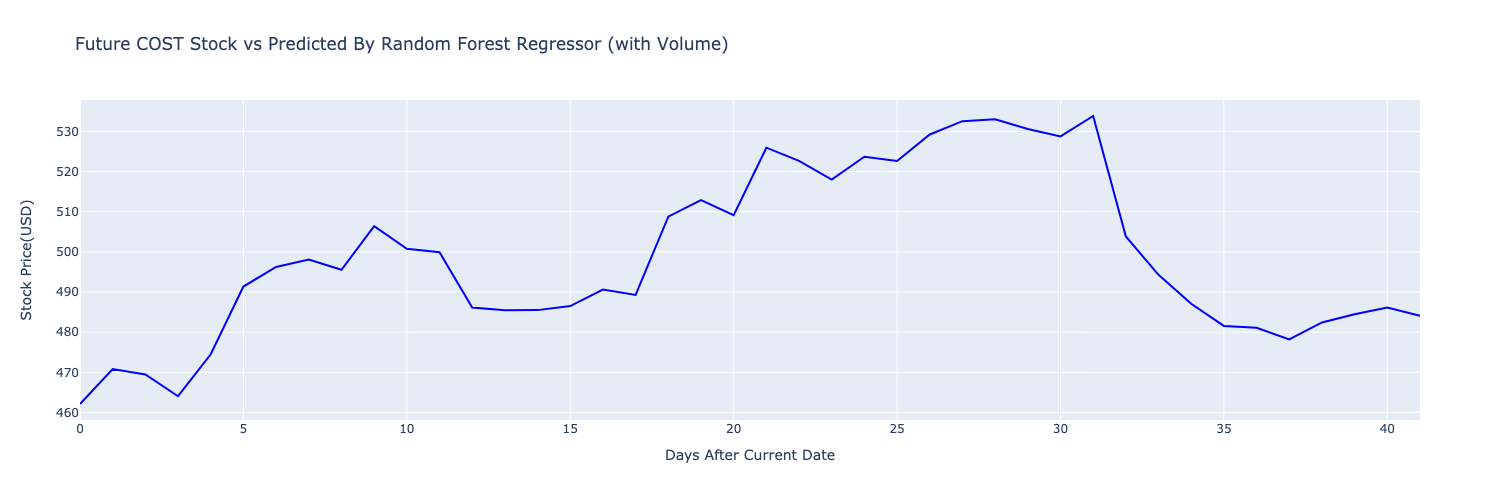 Future COST Stock vs Predicted By Random Forest Regressor (with Volume)
530
520
510
500
490
480
470
460
Stock Price(USD)
0 5 10 15 20 25 30 35 40
Days After Current Date